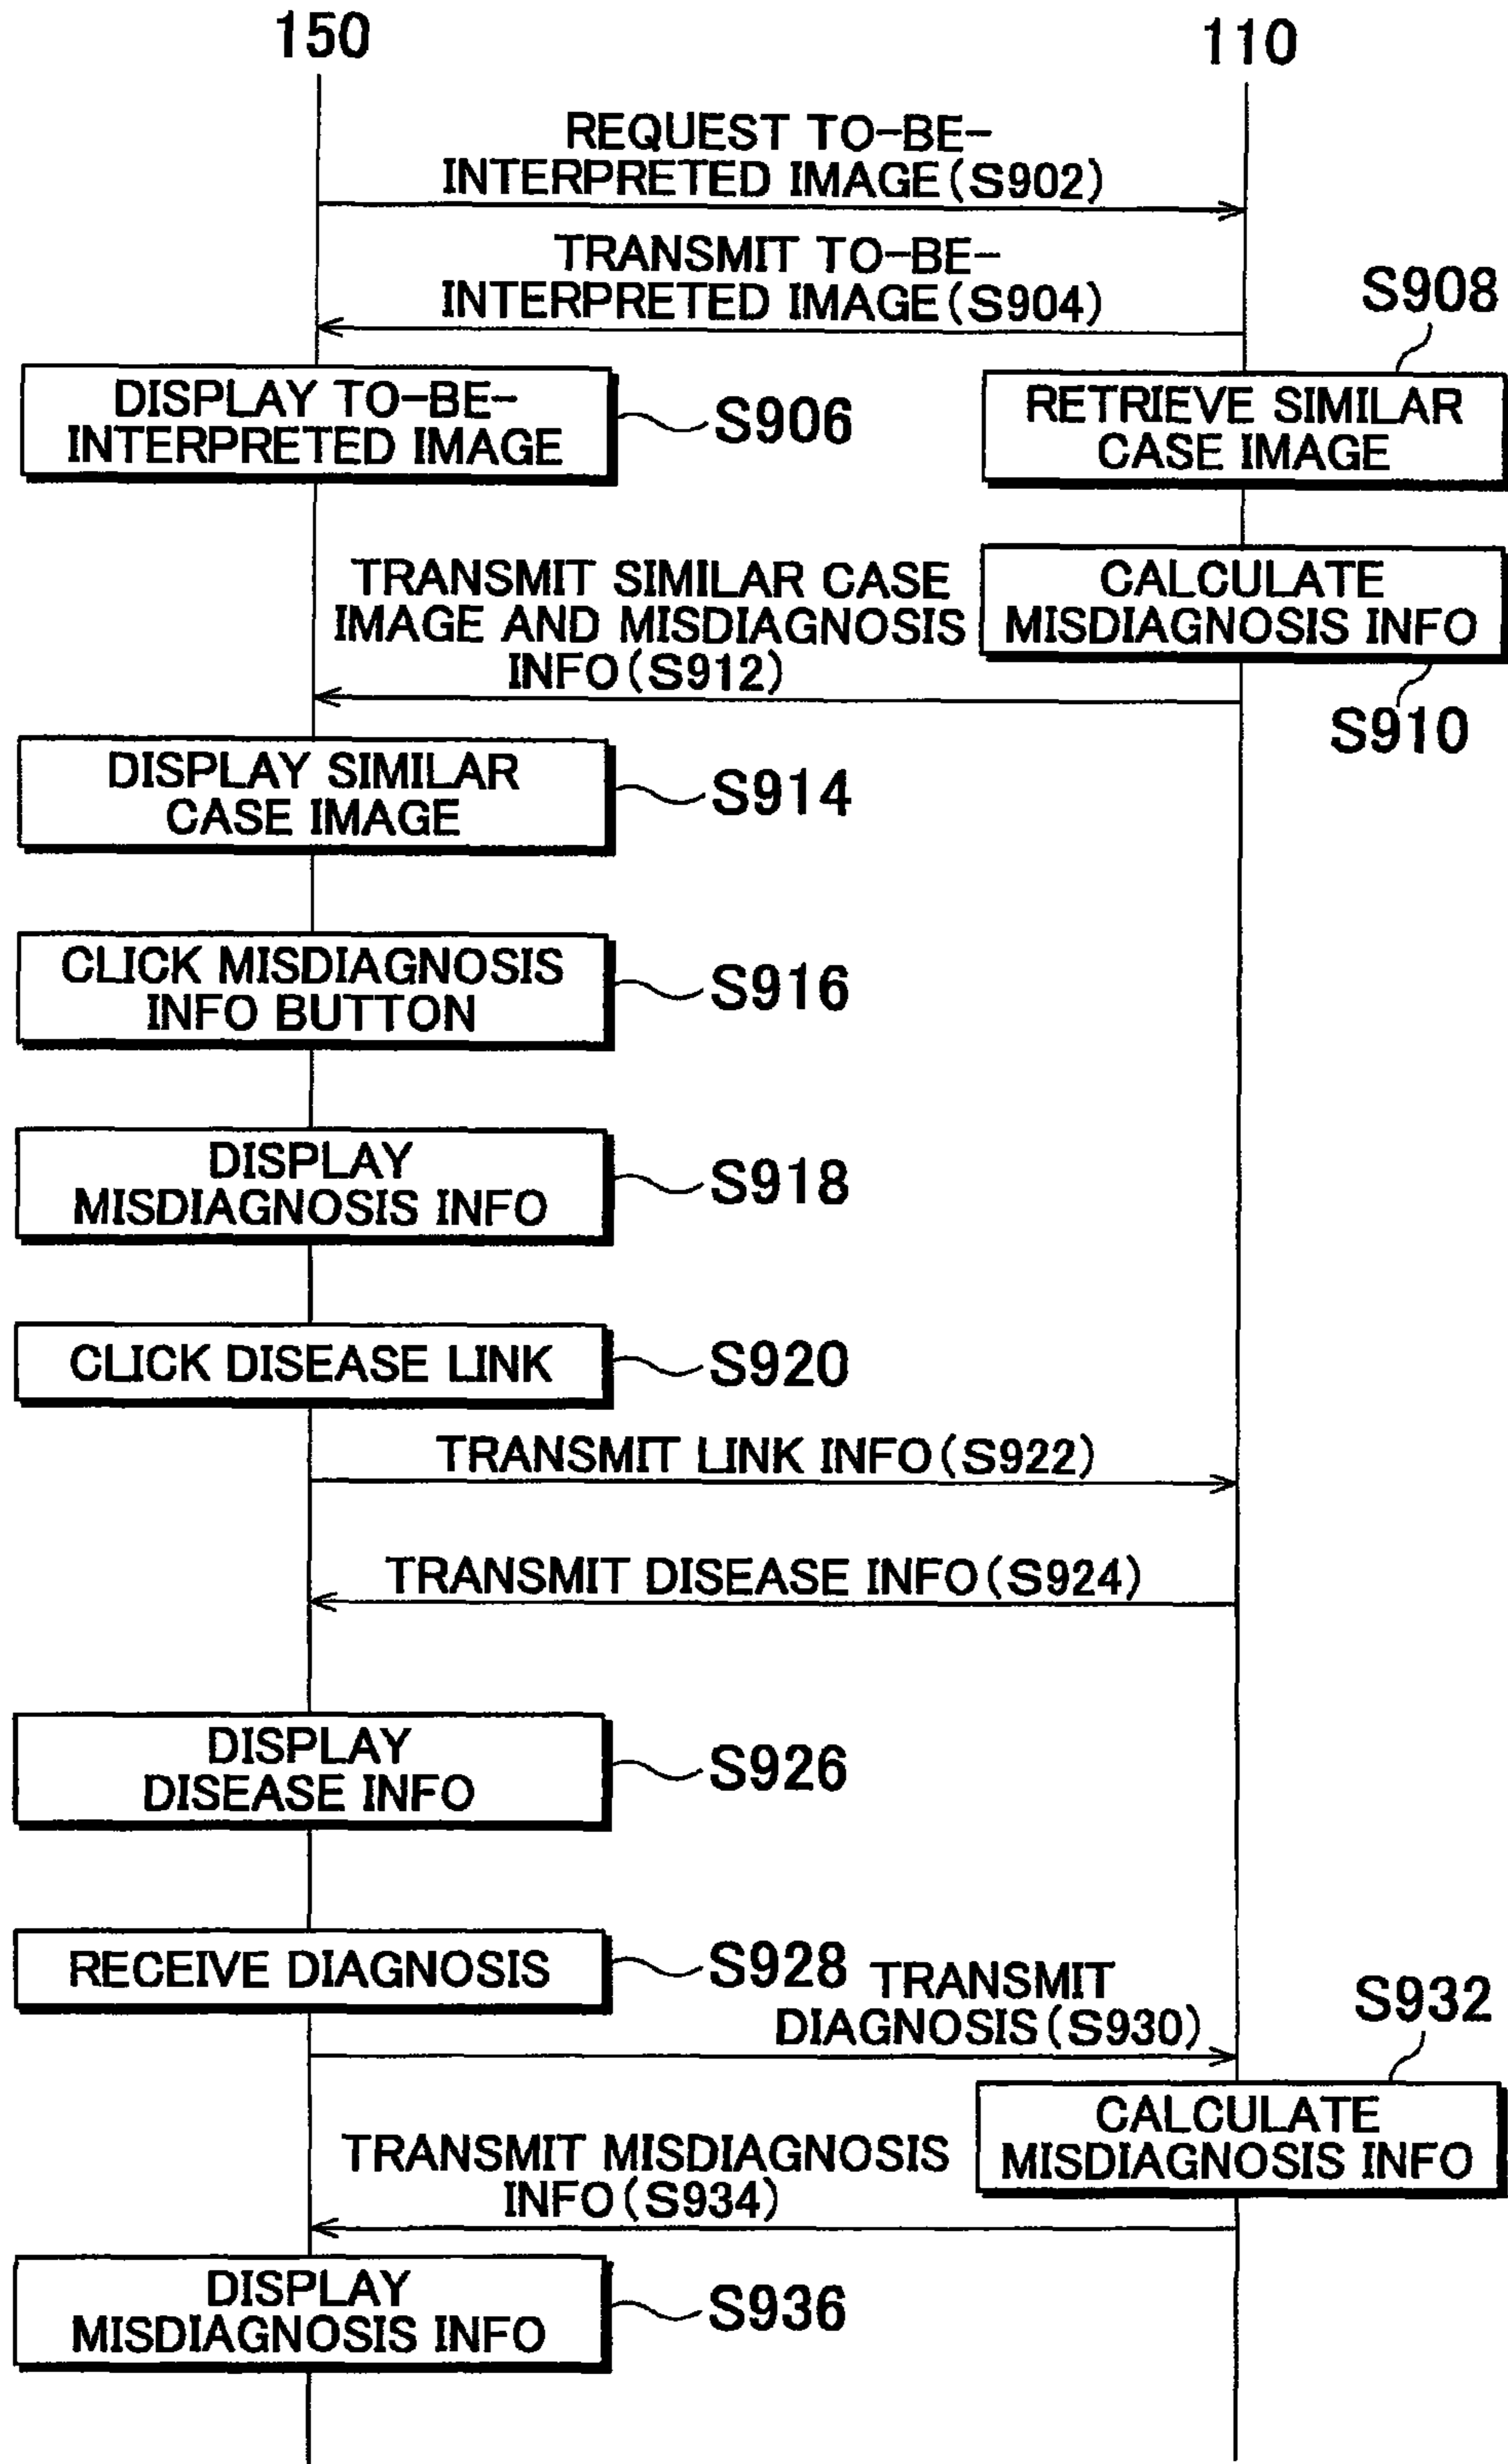 150
110
REQUEST TO-BE-
INTERPRETED IMAGE(S902)
TRANSMIT TO-BE-
INTERPRETED IMAGE(S904)
S908
DISPLAY TO-BE-
INTERPRETED IMAGE
S906
RETRIEVE SIMILAR
CASE IMAGE
TRANSMIT SIMILAR CASE
IMAGE AND MISDIAGNOSIS
INFO(S912)
CALCULATE
MISDIAGNOSIS INFO
S910
DISPLAY SIMILAR
CASE IMAGE
S914
CLICK MISDIAGNOSIS
INFO BUTTON
S916
DISPLAY
MISDIAGNOSIS INFO
S918
CLICK DISEASE LINK
S920
TRANSMIT LINK INFO(S922)
TRANSMIT DISEASE INFO(S924)
DISPLAY
DISEASE INFO
S926
RECEIVE DIAGNOSIS
S928
TRANSMIT
DIAGNOSIS(S930)
S932
CALCULATE
MISDIAGNOSIS INFO
TRANSMIT MISDIAGNOSIS
INFO(S934)
DISPLAY
MISDIAGNOSIS INFO
S936